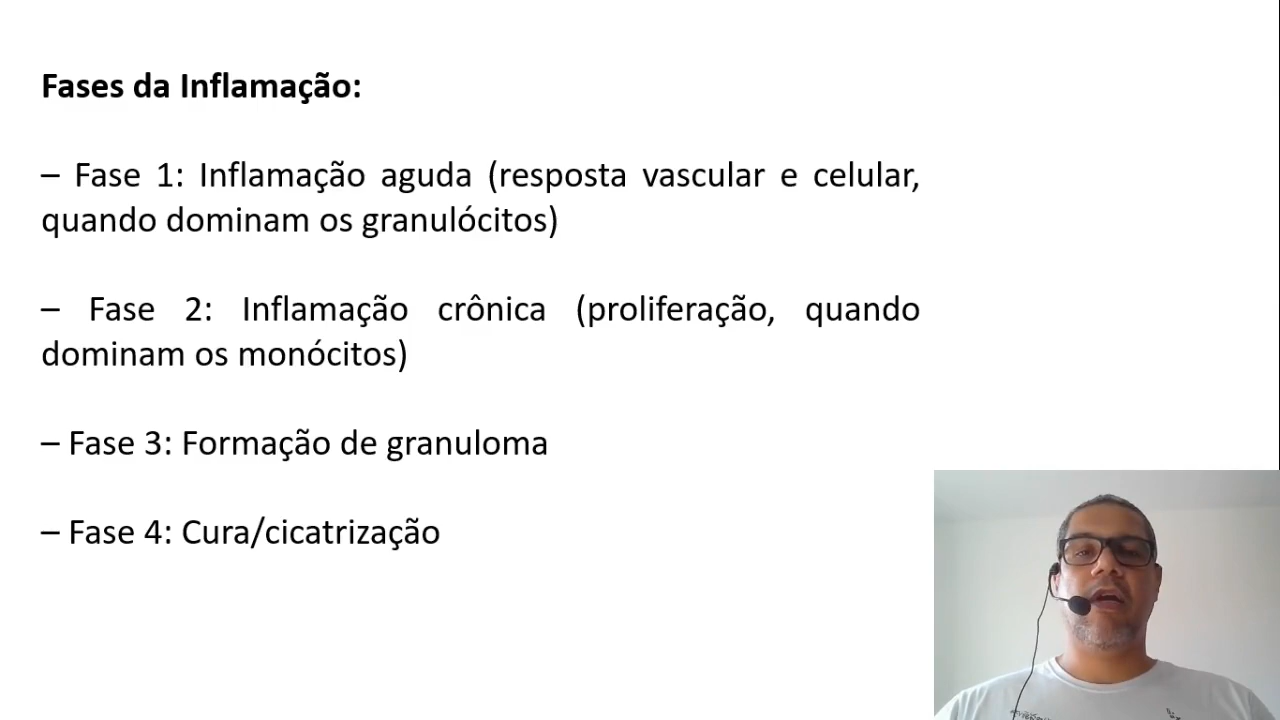 Fases da Inflamação:
– Fase 1: Inflamação aguda (resposta vascular e celular,
quando dominam os granulócitos)
– Fase 2: Inflamação crônica (proliferação, quando
dominam os monócitos)
– Fase 3: Formação de granuloma
– Fase 4: Cura/cicatrização